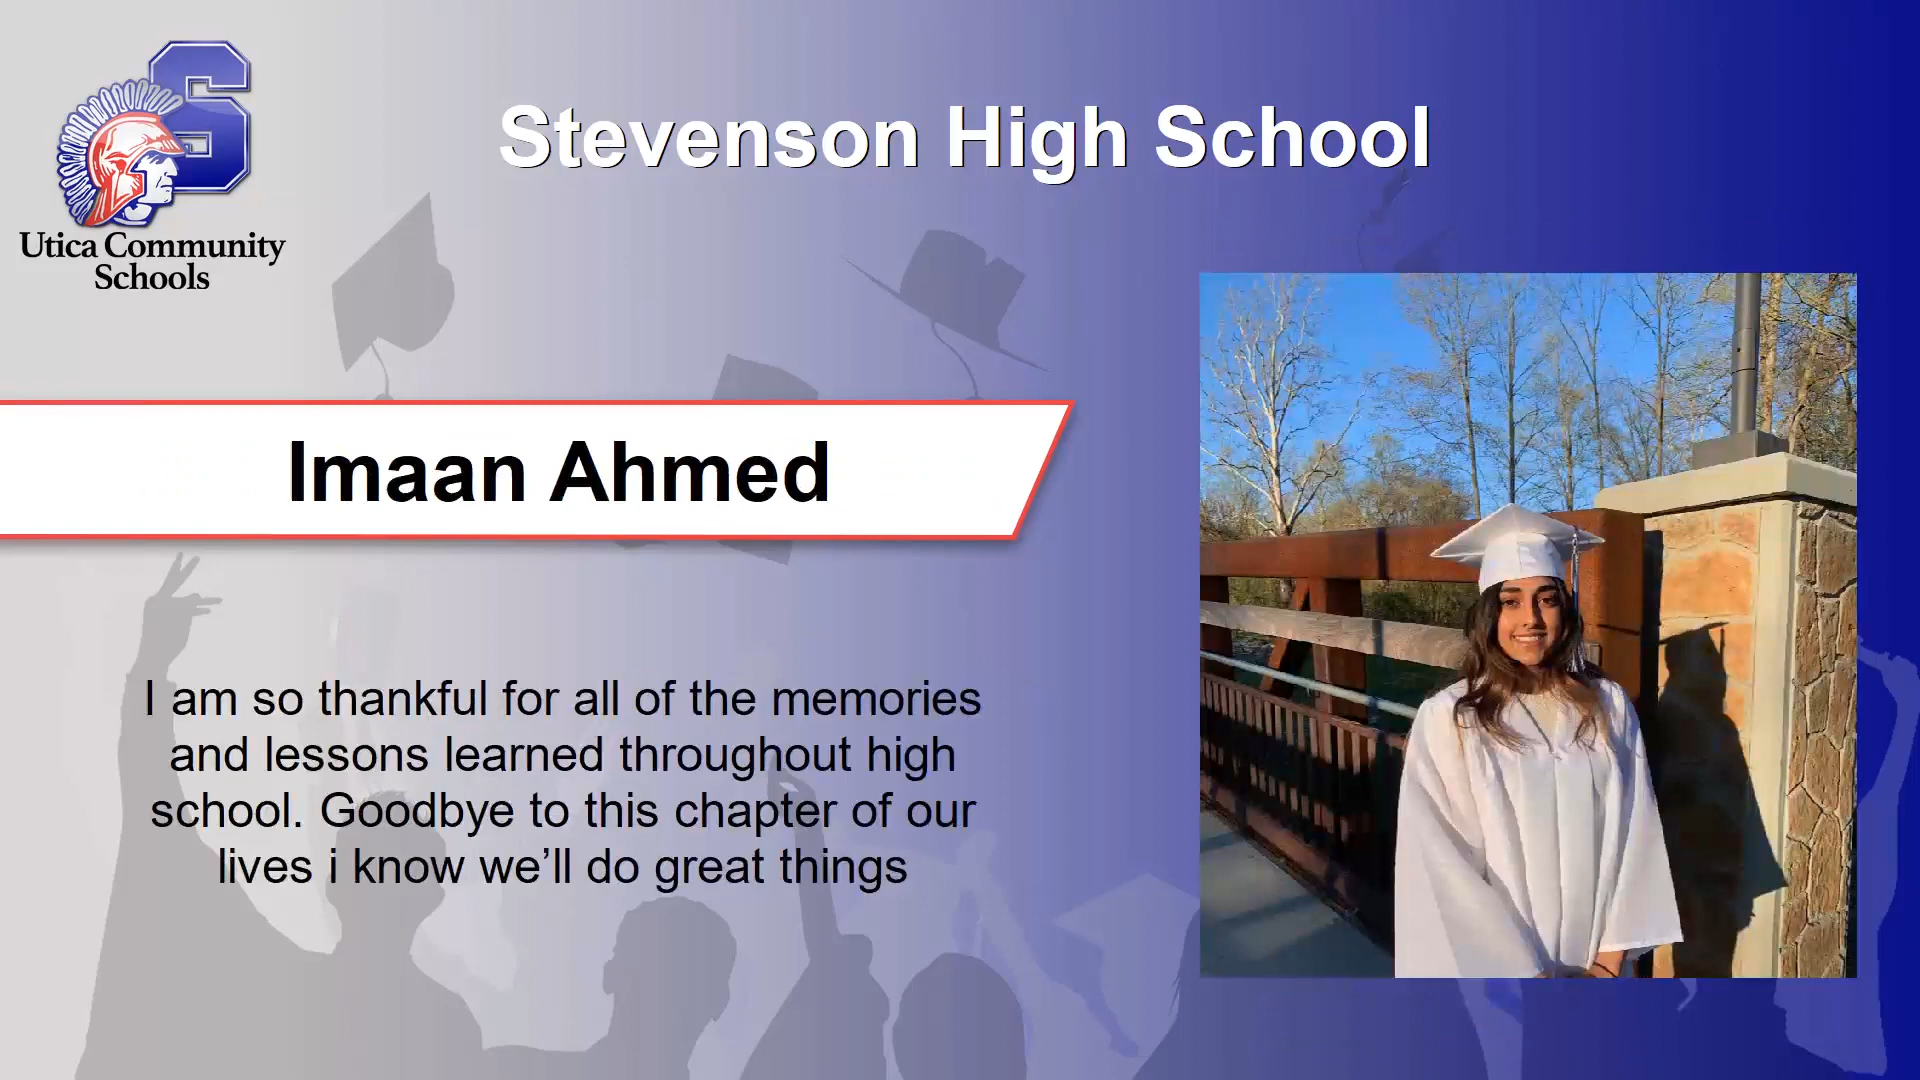 S
Utica Community
Schools
Stevenson High School
Imaan Ahmed
I am so thankful for all of the memories
and lessons learned throughout high
school. Goodbye to this chapter of our
lives i know we’ll do great things